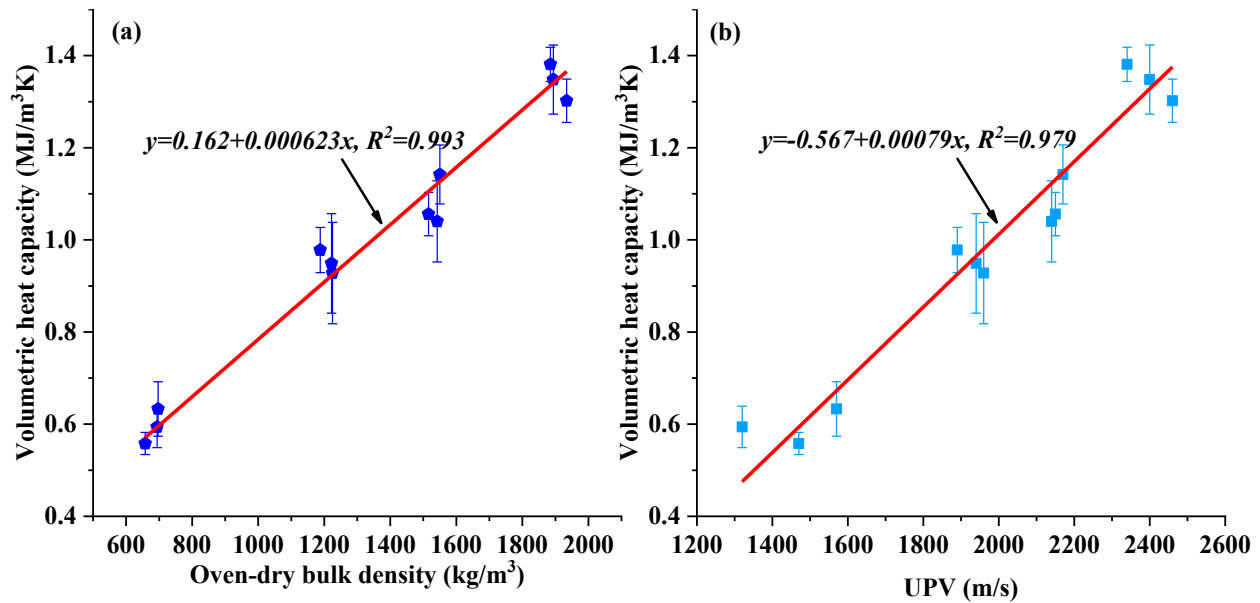 (a)
1.4
1.2
1.0
0.8
0.6
0.4
Volumetric heat capacity (MJ/m³K)
y=0.162+0.000623x, R²=0.993
600 800 1000 1200 1400 1600 1800 2000
Oven-dry bulk density (kg/m³)
(b)
1.4
1.2
1.0
0.8
0.6
0.4
Volumetric heat capacity (MJ/m³K)
y=-0.567+0.00079x, R²=0.979
1200 1400 1600 1800 2000 2200 2400 2600
UPV (m/s)